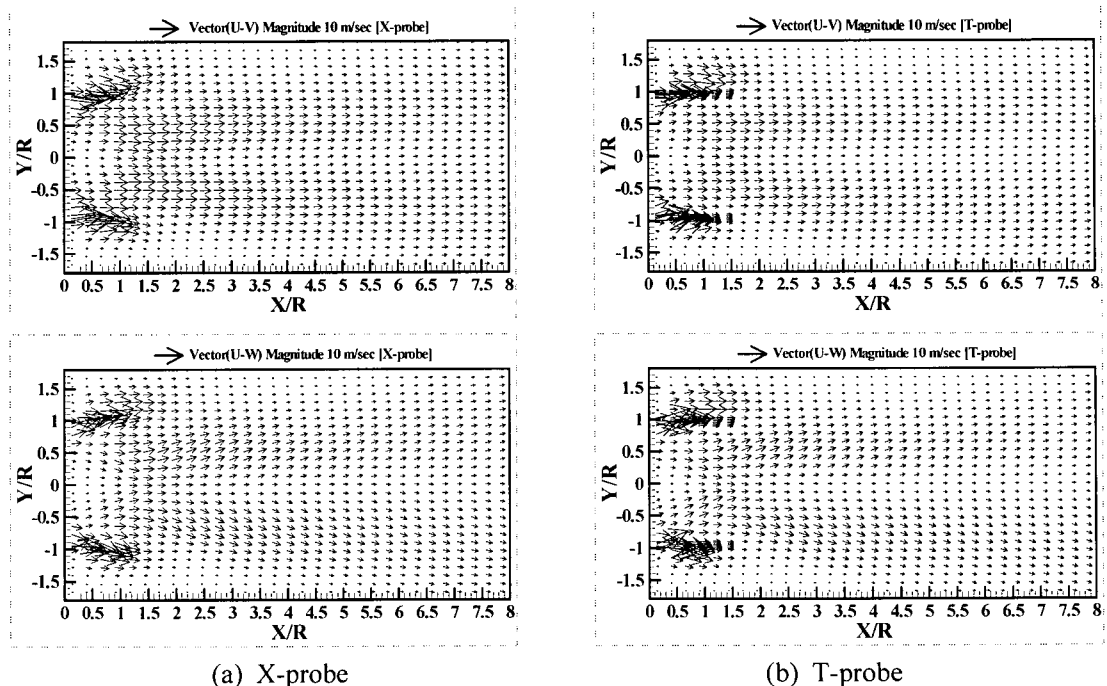 Vector(U-V) Magnitude 10 m/sec [X-probe]
1.5
1
0.5
0
-0.5
-1
-1.5
Y/R
0 0.5 1 1.5 2 2.5 3 3.5 4 4.5 5 5.5 6 6.5 7 7.5 8
X/R
Vector(U-W) Magnitude 10 m/sec [X-probe]
1.5
1
0.5
0
-0.5
-1
-1.5
Y/R
0 0.5 1 1.5 2 2.5 3 3.5 4 4.5 5 5.5 6 6.5 7 7.5 8
X/R
(a) X-probe
Vector(U-V) Magnitude 10 m/sec [T-probe]
1.5
1
0.5
0
-0.5
-1
-1.5
Y/R
0 0.5 1 1.5 2 2.5 3 3.5 4 4.5 5 5.5 6 6.5 7 7.5 8
X/R
Vector(U-W) Magnitude 10 m/sec [T-probe]
1.5
1
0.5
0
-0.5
-1
-1.5
Y/R
0 0.5 1 1.5 2 2.5 3 3.5 4 4.5 5 5.5 6 6.5 7 7.5 8
X/R
(b) T-probe